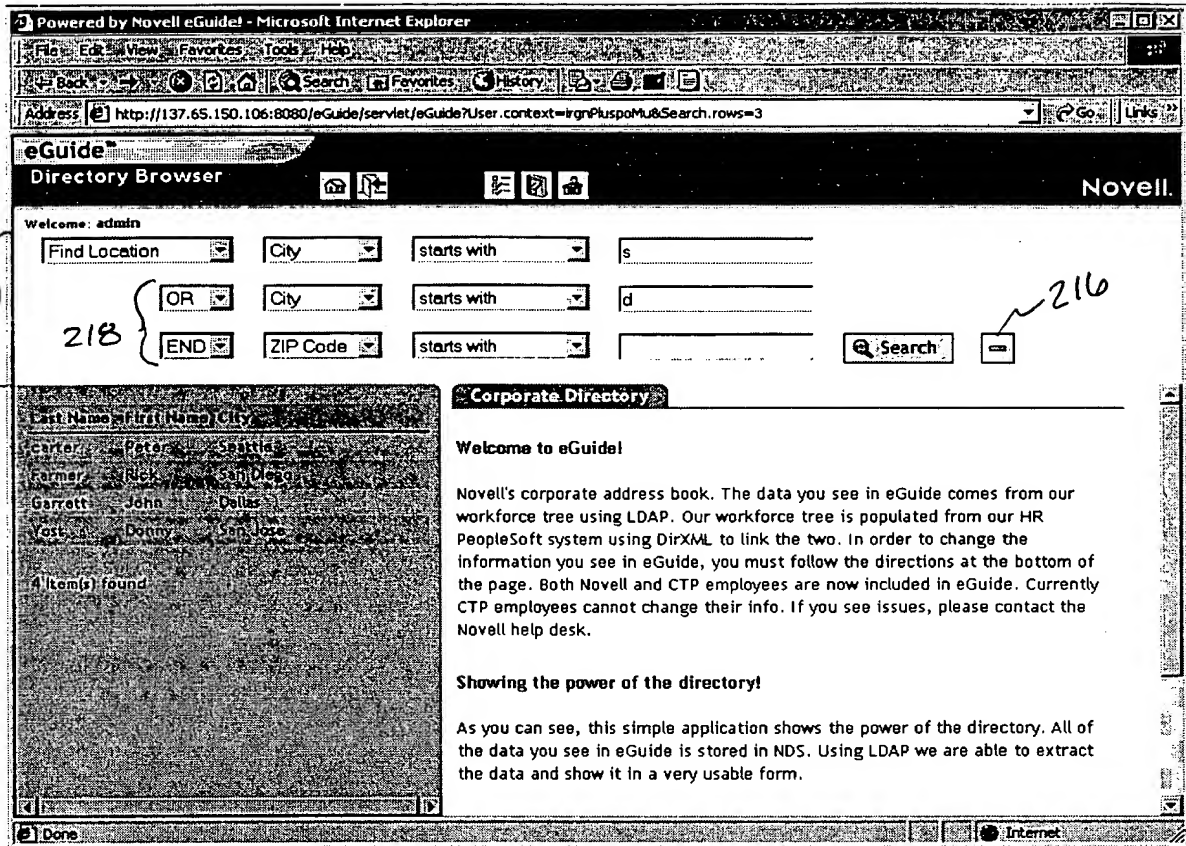 Powered by Novell eGuide! - Microsoft Internet Explorer
File Edit View Favorites Tools Help
Back Search Favorites History
Address http://137.65.150.106:8080/eGuide/servlet/eGuide?User.context=irgnPluspoMu&Search.rows=3 Go Links »
eGuide™
Directory Browser
Novell.
Welcome: admin
Find Location City starts with s
OR City starts with d
216
218
END ZIP Code starts with Search
Last Name First Name City
carter Peter Seattle
Farmer Rick San Diego
Garrett John Dallas
Yost Donny San Jose
4 Item(s) found
Corporate Directory
Welcome to eGuide!
Novell's corporate address book. The data you see in eGuide comes from our
workforce tree using LDAP. Our workforce tree is populated from our HR
PeopleSoft system using DirXML to link the two. In order to change the
information you see in eGuide, you must follow the directions at the bottom of
the page. Both Novell and CTP employees are now included in eGuide. Currently
CTP employees cannot change their info. If you see issues, please contact the
Novell help desk.
Showing the power of the directory!
As you can see, this simple application shows the power of the directory. All of
the data you see in eGuide is stored in NDS. Using LDAP we are able to extract
the data and show it in a very usable form.
Done
Internet